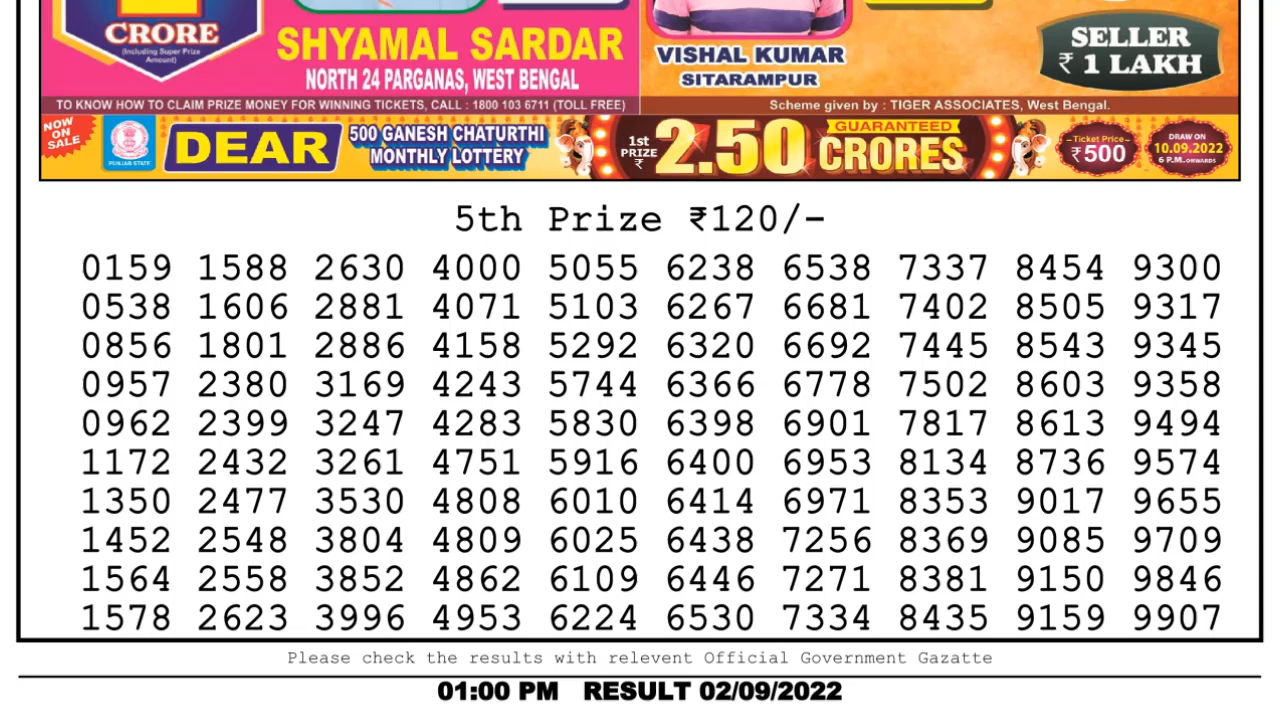 CRORE
(Including Super Prize
Amount)
SHYAMAL SARDAR
NORTH 24 PARGANAS, WEST BENGAL
VISHAL KUMAR
SITARAMPUR
SELLER
₹ 1 LAKH
TO KNOW HOW TO CLAIM PRIZE MONEY FOR WINNING TICKETS, CALL : 1800 103 6711 (TOLL FREE)
Scheme given by : TIGER ASSOCIATES, West Bengal.
NOW
ON
SALE
PUNJAB STATE
DEAR
500 GANESH CHATURTHI
MONTHLY LOTTERY
1st
PRIZE
₹
2.50
GUARANTEED
CRORES
Ticket Price
₹500
DRAW ON
10.09.2022
6 P.M. ONWARDS
5th Prize ₹120/-
0159 1588 2630 4000 5055 6238 6538 7337 8454 9300
0538 1606 2881 4071 5103 6267 6681 7402 8505 9317
0856 1801 2886 4158 5292 6320 6692 7445 8543 9345
0957 2380 3169 4243 5744 6366 6778 7502 8603 9358
0962 2399 3247 4283 5830 6398 6901 7817 8613 9494
1172 2432 3261 4751 5916 6400 6953 8134 8736 9574
1350 2477 3530 4808 6010 6414 6971 8353 9017 9655
1452 2548 3804 4809 6025 6438 7256 8369 9085 9709
1564 2558 3852 4862 6109 6446 7271 8381 9150 9846
1578 2623 3996 4953 6224 6530 7334 8435 9159 9907
Please check the results with relevent Official Government Gazatte
01:00 PM RESULT 02/09/2022